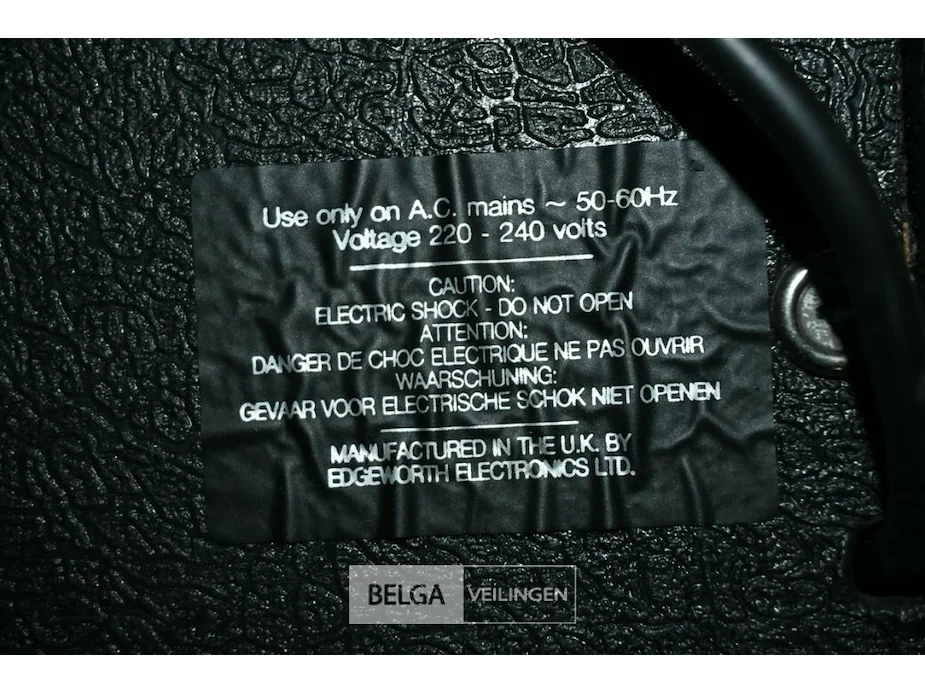 Use only on A.C. mains ~ 50-60Hz
Voltage 220 - 240 volts
CAUTION:
ELECTRIC SHOCK - DO NOT OPEN
ATTENTION:
DANGER DE CHOC ELECTRIQUE NE PAS OUVRIR
WAARSCHUNING:
GEVAAR VOOR ELECTRISCHE SCHOK NIET OPENEN
MANUFACTURED IN THE U.K. BY
EDGEWORTH ELECTRONICS LTD.
BELGA VEILINGEN